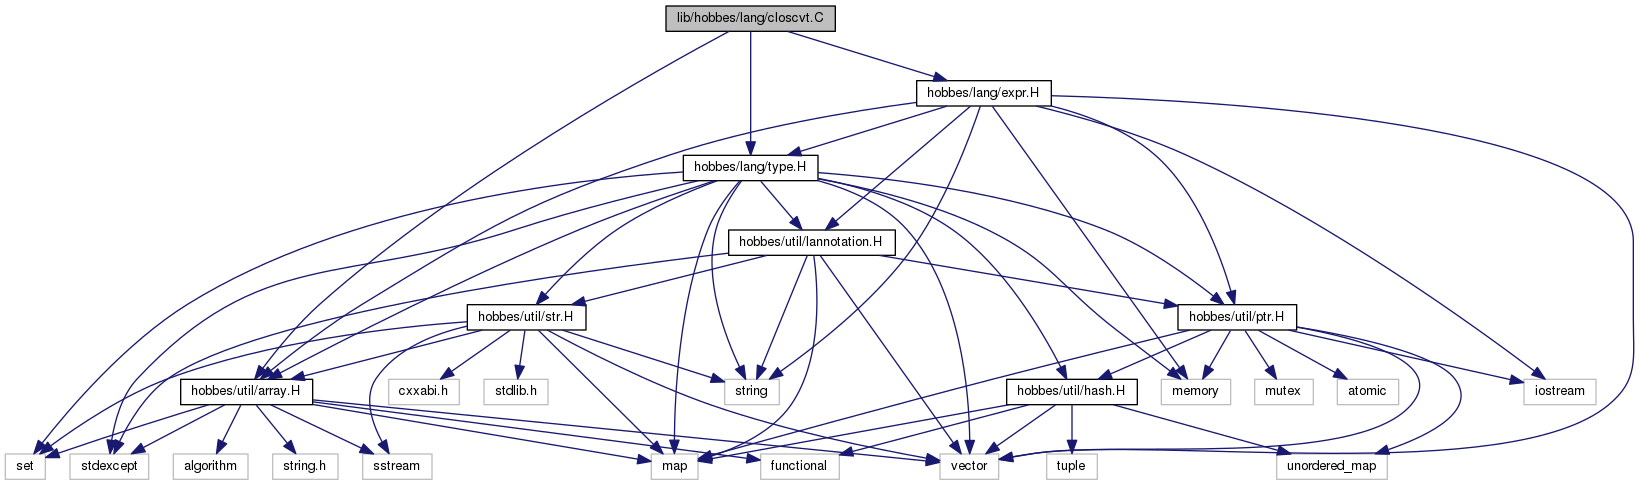 lib/hobbes/lang/closcvt.C
hobbes/lang/expr.H
hobbes/lang/type.H
hobbes/util/lannotation.H
hobbes/util/str.H
hobbes/util/ptr.H
hobbes/util/array.H
cxxabi.h
stdlib.h
string
hobbes/util/hash.H
memory
mutex
atomic
iostream
set
stdexcept
algorithm
string.h
sstream
map
functional
vector
tuple
unordered_map